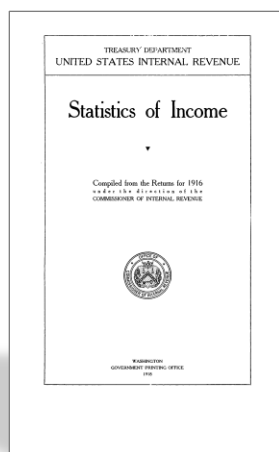 TREASURY DEPARTMENT
UNITED STATES INTERNAL REVENUE
Statistics of Income
Compiled from the Returns for 1916
under the direction of the
COMMISSIONER OF INTERNAL REVENUE
WASHINGTON
GOVERNMENT PRINTING OFFICE